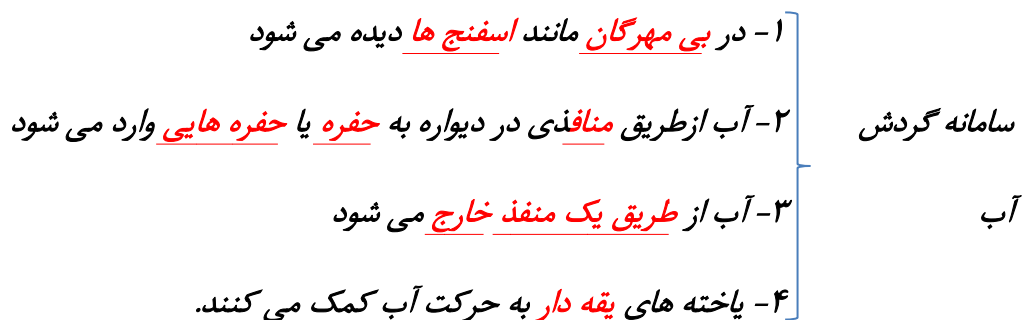 سامانه گردش
آب
۱- در بی مهرگان مانند اسفنج ها دیده می شود
۲- آب ازطریق منافذی در دیواره به حفره یا حفره هایی وارد می شود
۳- آب از طریق یک منفذ خارج می شود
۴- یاخته های یقه دار به حرکت آب کمک می کنند.